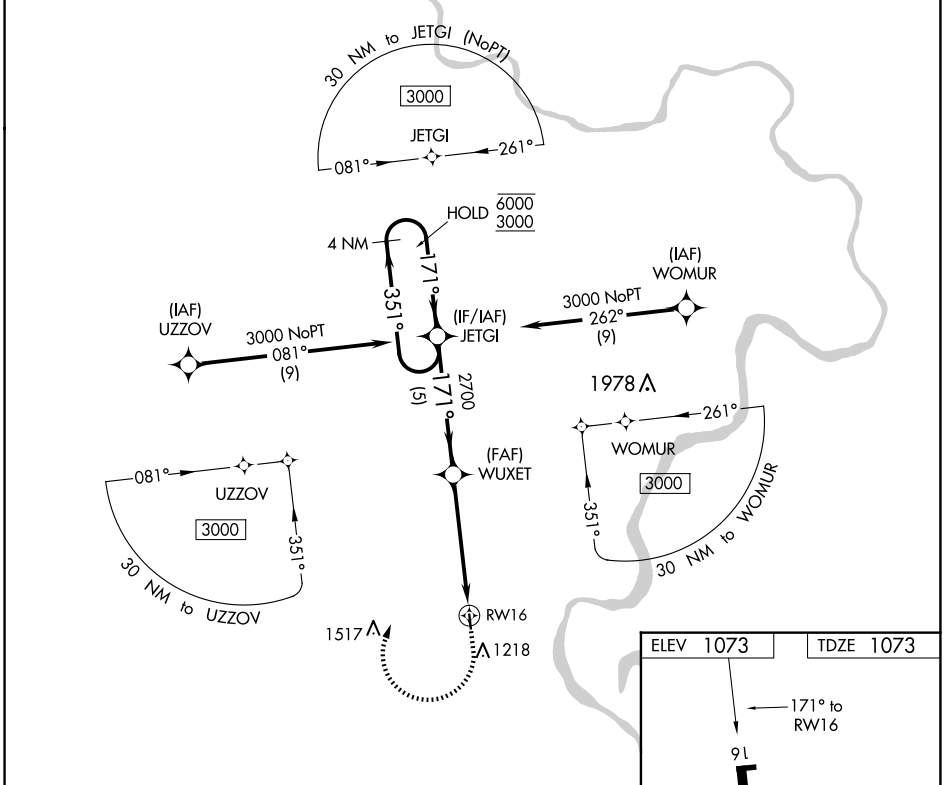 30 NM to JETGI (NoPT)
3000
JETGI
081°
261°
HOLD 6000
3000
4 NM
171°
351°
(IAF)
WOMUR
3000 NoPT
262°
(9)
(IAF)
UZZOV
3000 NoPT
081°
(9)
(IF/IAF)
JETGI
2700
171°
(5)
1978
(FAF)
WUXET
261°
WOMUR
3000
351°
30 NM to WOMUR
081°
UZZOV
3000
351°
30 NM to UZZOV
RW16
1517
1218
ELEV 1073
TDZE 1073
171° to
RW16
16